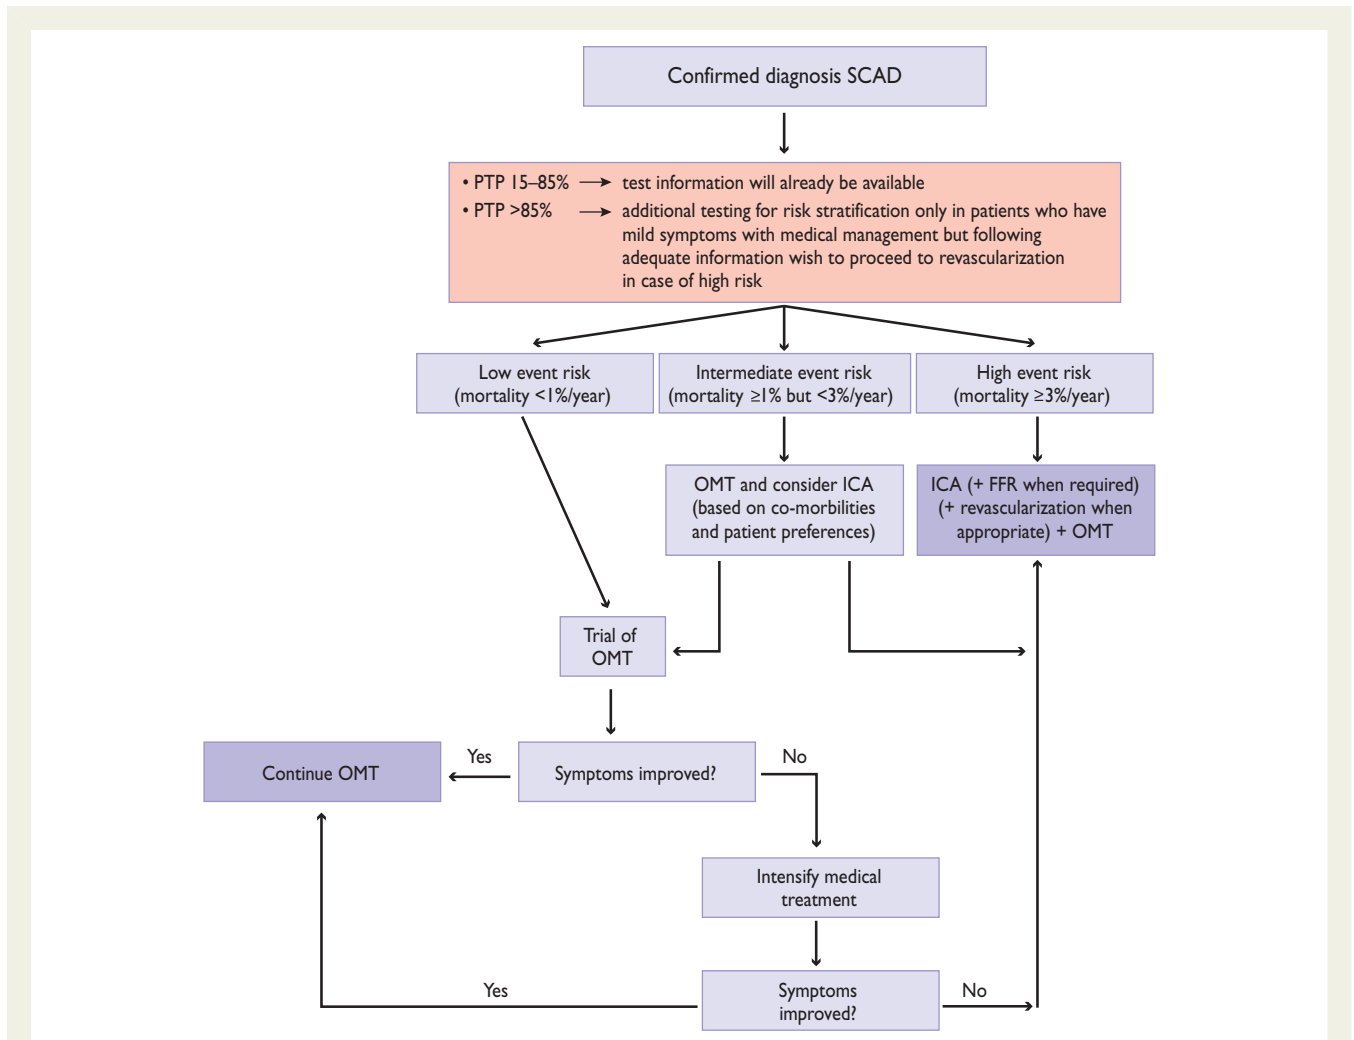 Confirmed diagnosis SCAD
• PTP 15–85% → test information will already be available
• PTP >85% → additional testing for risk stratification only in patients who have
mild symptoms with medical management but following
adequate information wish to proceed to revascularization
in case of high risk
Low event risk
(mortality <1%/year)
Intermediate event risk
(mortality ≥1% but <3%/year)
High event risk
(mortality ≥3%/year)
OMT and consider ICA
(based on co-morbilities
and patient preferences)
ICA (+ FFR when required)
(+ revascularization when
appropriate) + OMT
Trial of
OMT
Continue OMT
Yes
Symptoms improved?
No
Intensify medical
treatment
Yes
Symptoms
improved?
No